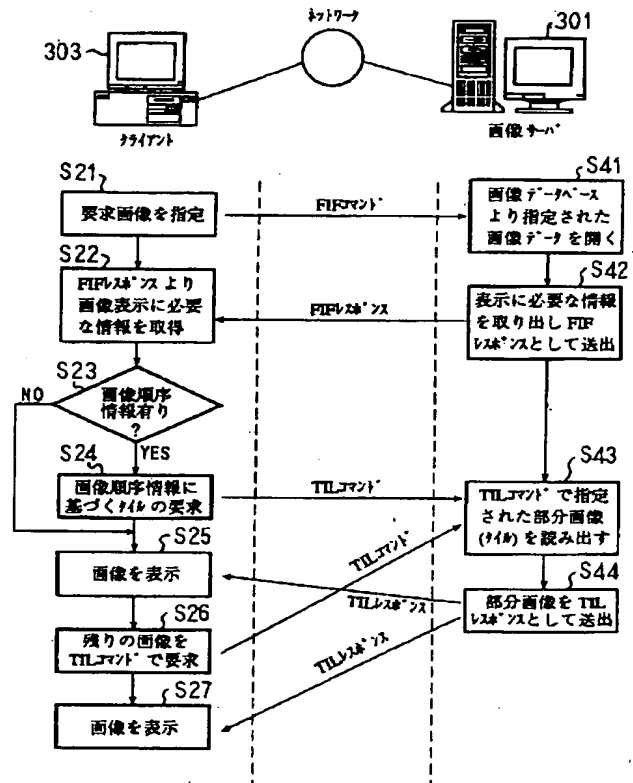 ネットワーク
303
301
クライアント
画像サーバ
S21
要求画像を指定
FIFコマンド
S41
画像データベース
より指定された
画像データを開く
S22
FIFレスポンスより
画像表示に必要
な情報を取得
FIFレスポンス
S42
表示に必要な情報
を取り出しFIF
レスポンスとして送出
S23
NO
画像順序
情報有り
?
YES
S24
画像順序情報に
基づくタイルの要求
TILコマンド
S43
TILコマンドで指定
された部分画像
(タイル)を読み出す
TILコマンド
S25
画像を表示
TILレスポンス
S44
部分画像をTIL
レスポンスとして送出
S26
残りの画像を
TILコマンドで要求
TILレスポンス
S27
画像を表示